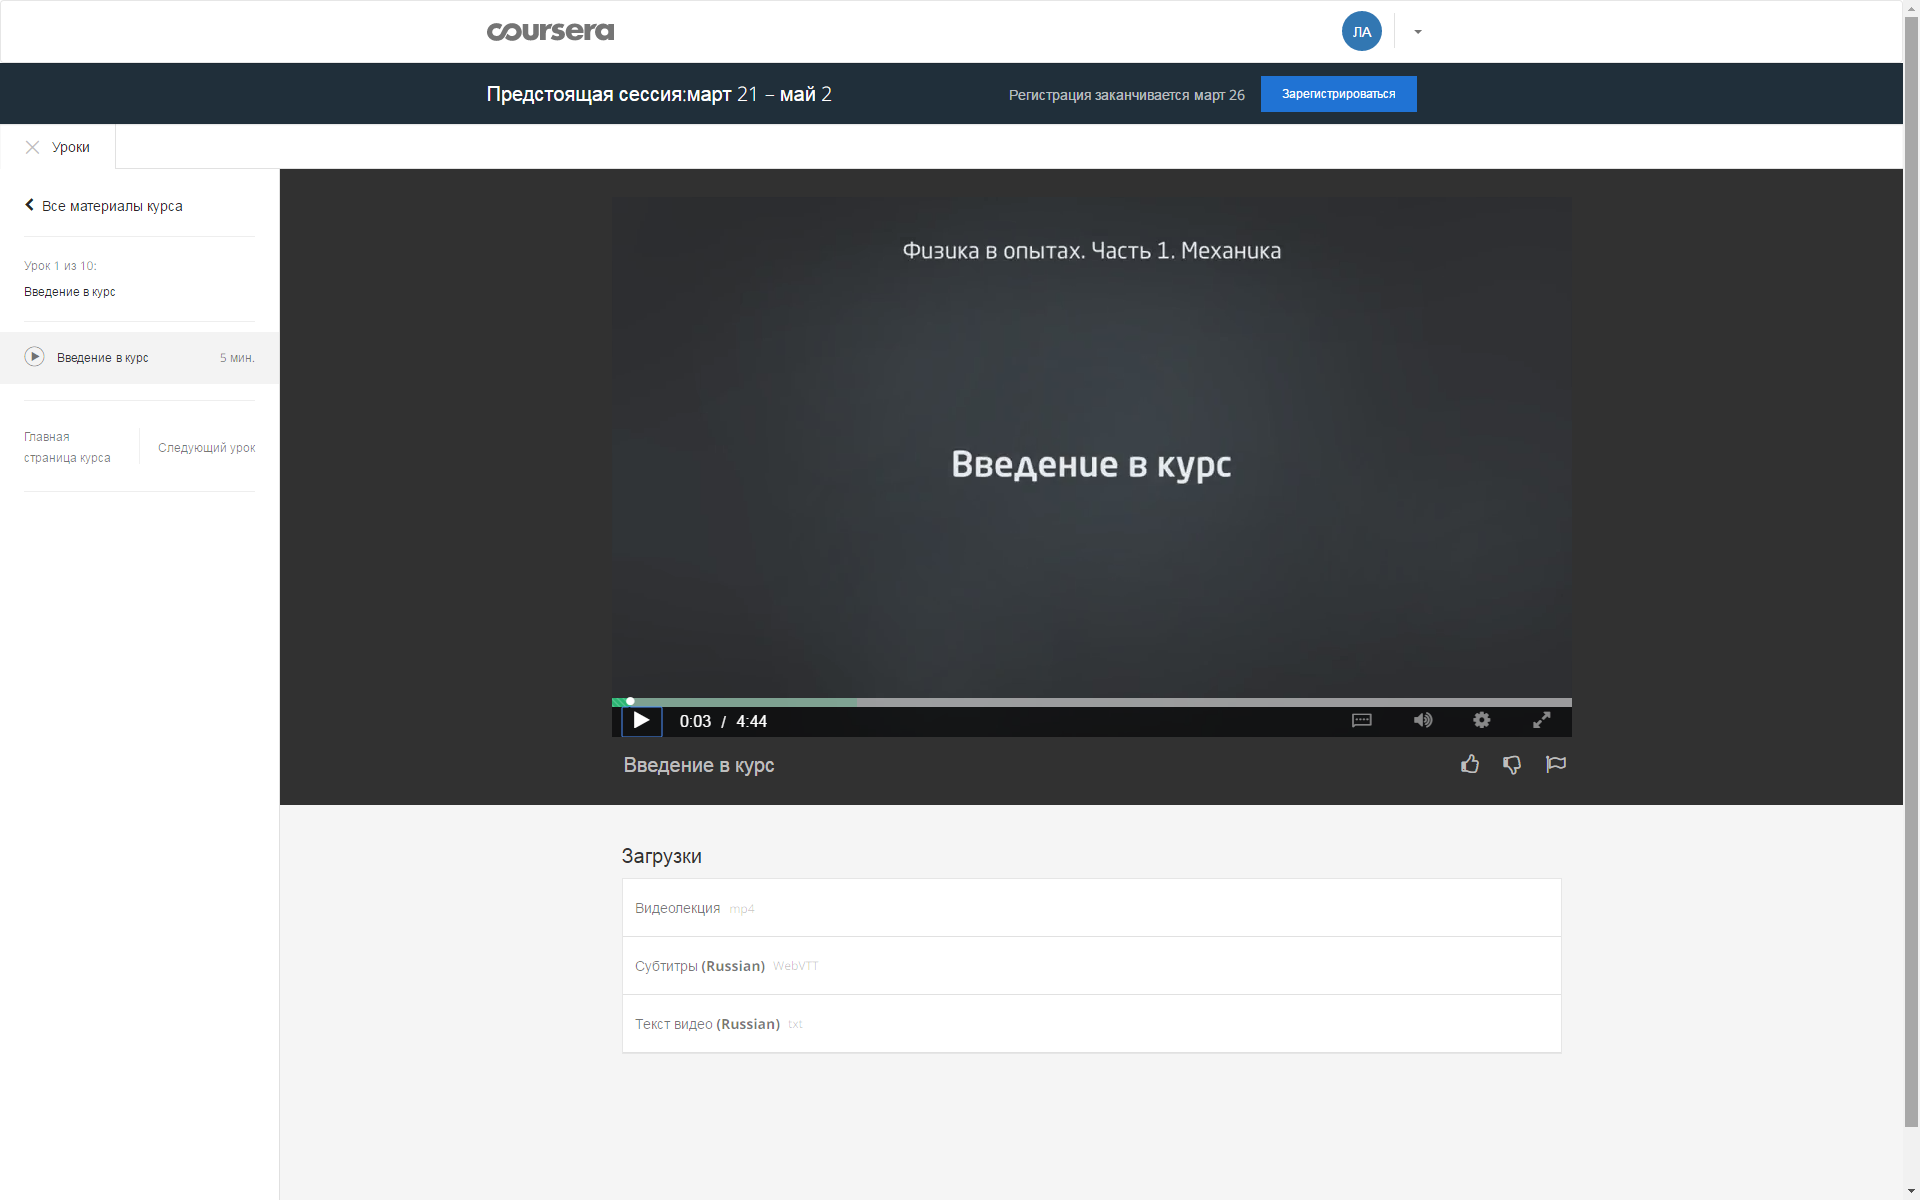 coursera
ЛА
Предстоящая сессия:март 21 – май 2
Регистрация заканчивается март 26
Зарегистрироваться
Уроки
Все материалы курса
Урок 1 из 10:
Введение в курс
Введение в курс 5 мин.
Главная
страница курса
Следующий урок
Физика в опытах. Часть 1. Механика
Введение в курс
0:03 / 4:44
Введение в курс
Загрузки
Видеолекция mp4
Субтитры (Russian) WebVTT
Текст видео (Russian) txt